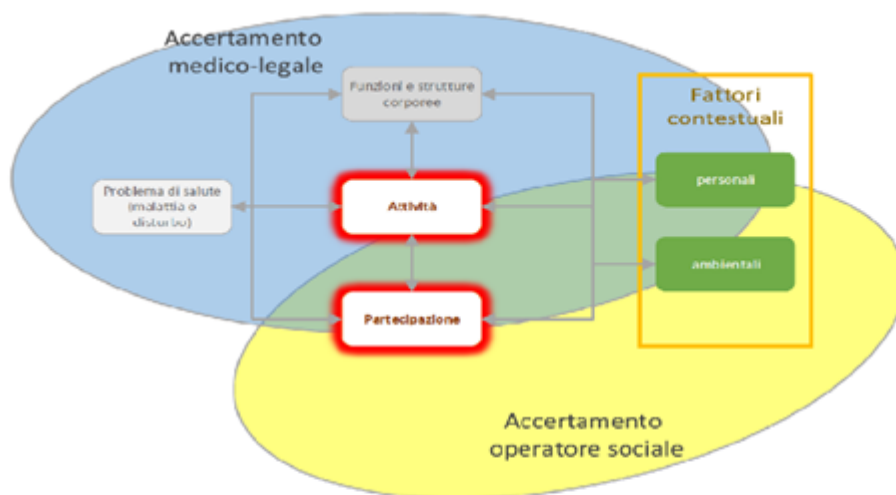 Accertamento
medico-legale
Funzioni e strutture
corporee
Fattori
contestuali
Problema di salute
(malattia o
disturbo)
Attività
personali
ambientali
Partecipazione
Accertamento
operatore sociale